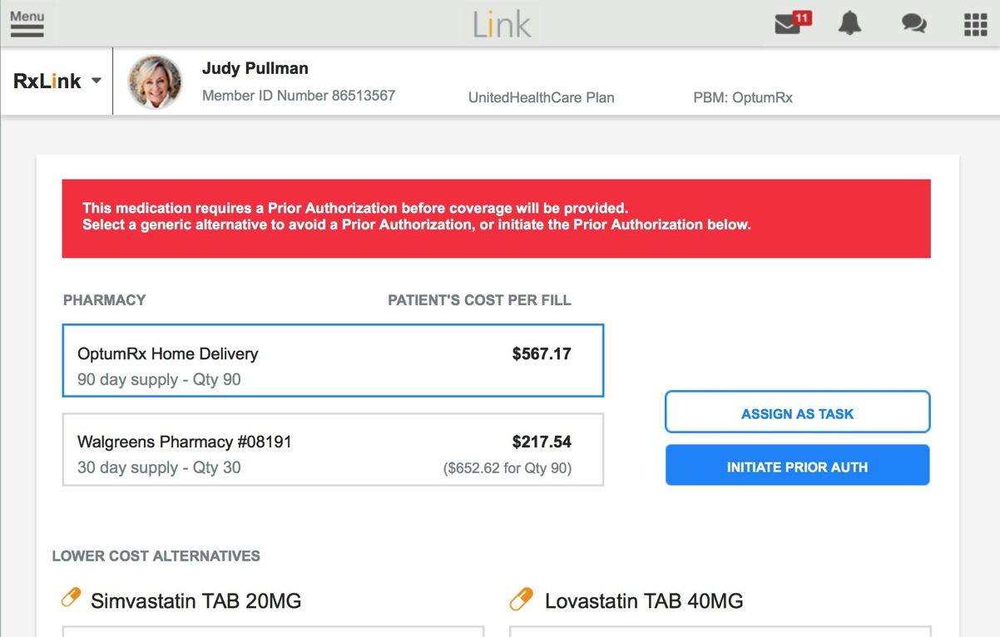 Menu
Link
11
RxLink
Judy Pullman
Member ID Number 86513567
UnitedHealthCare Plan
PBM: OptumRx
This medication requires a Prior Authorization before coverage will be provided.
Select a generic alternative to avoid a Prior Authorization, or initiate the Prior Authorization below.
PHARMACY
PATIENT'S COST PER FILL
OptumRx Home Delivery
$567.17
90 day supply - Qty 90
Walgreens Pharmacy #08191
$217.54
30 day supply - Qty 30
($652.62 for Qty 90)
ASSIGN AS TASK
INITIATE PRIOR AUTH
LOWER COST ALTERNATIVES
Simvastatin TAB 20MG
Lovastatin TAB 40MG